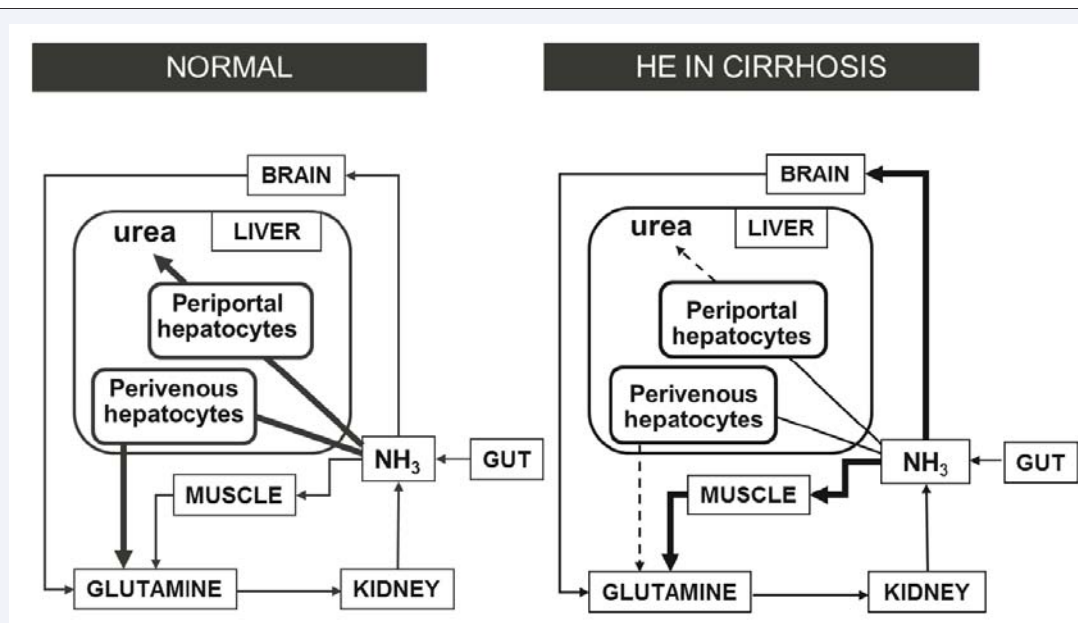 NORMAL
BRAIN
urea
LIVER
Periportal
hepatocytes
Perivenous
hepatocytes
NH₃
GUT
MUSCLE
GLUTAMINE
KIDNEY
HE IN CIRRHOSIS
BRAIN
urea
LIVER
Periportal
hepatocytes
Perivenous
hepatocytes
NH₃
GUT
MUSCLE
GLUTAMINE
KIDNEY